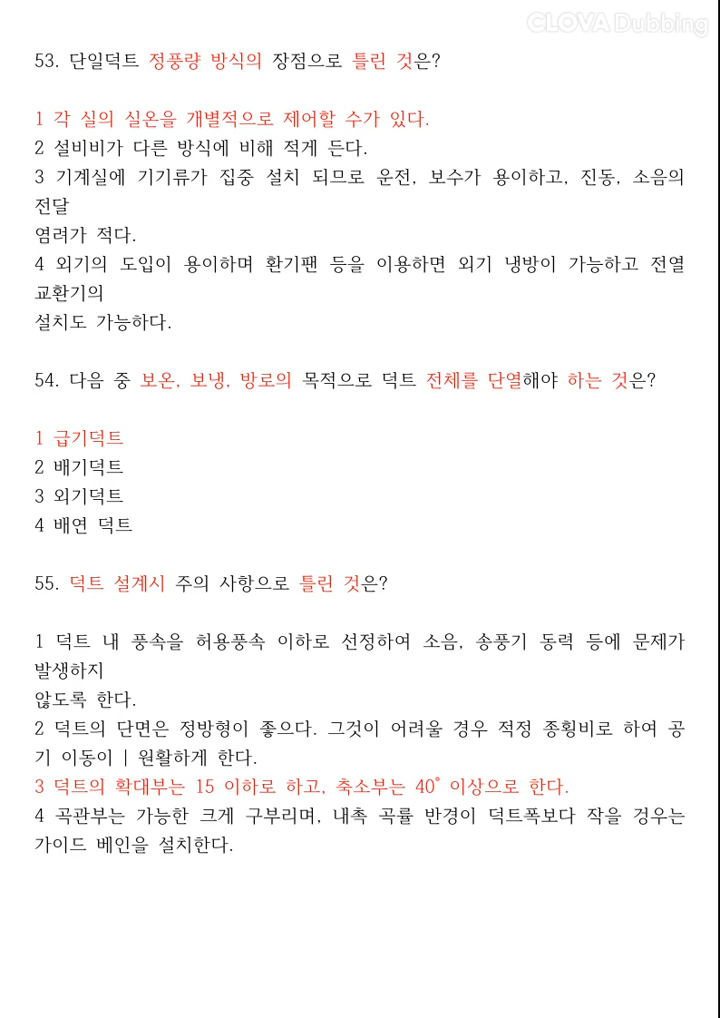 CLOVA Dubbing
53. 단일덕트 정풍량 방식의 장점으로 틀린 것은?
1 각 실의 실온을 개별적으로 제어할 수가 있다.
2 설비비가 다른 방식에 비해 적게 든다.
3 기계실에 기기류가 집중 설치 되므로 운전, 보수가 용이하고, 진동, 소음의
전달
염려가 적다.
4 외기의 도입이 용이하며 환기팬 등을 이용하면 외기 냉방이 가능하고 전열
교환기의
설치도 가능하다.
54. 다음 중 보온, 보냉, 방로의 목적으로 덕트 전체를 단열해야 하는 것은?
1 급기덕트
2 배기덕트
3 외기덕트
4 배연 덕트
55. 덕트 설계시 주의 사항으로 틀린 것은?
1 덕트 내 풍속을 허용풍속 이하로 선정하여 소음, 송풍기 동력 등에 문제가
발생하지
않도록 한다.
2 덕트의 단면은 정방형이 좋으다. 그것이 어려울 경우 적정 종횡비로 하여 공
기 이동이 | 원활하게 한다.
3 덕트의 확대부는 15 이하로 하고, 축소부는 40˚ 이상으로 한다.
4 곡관부는 가능한 크게 구부리며, 내촉 곡률 반경이 덕트폭보다 작을 겅우는
가이드 베인을 설치한다.